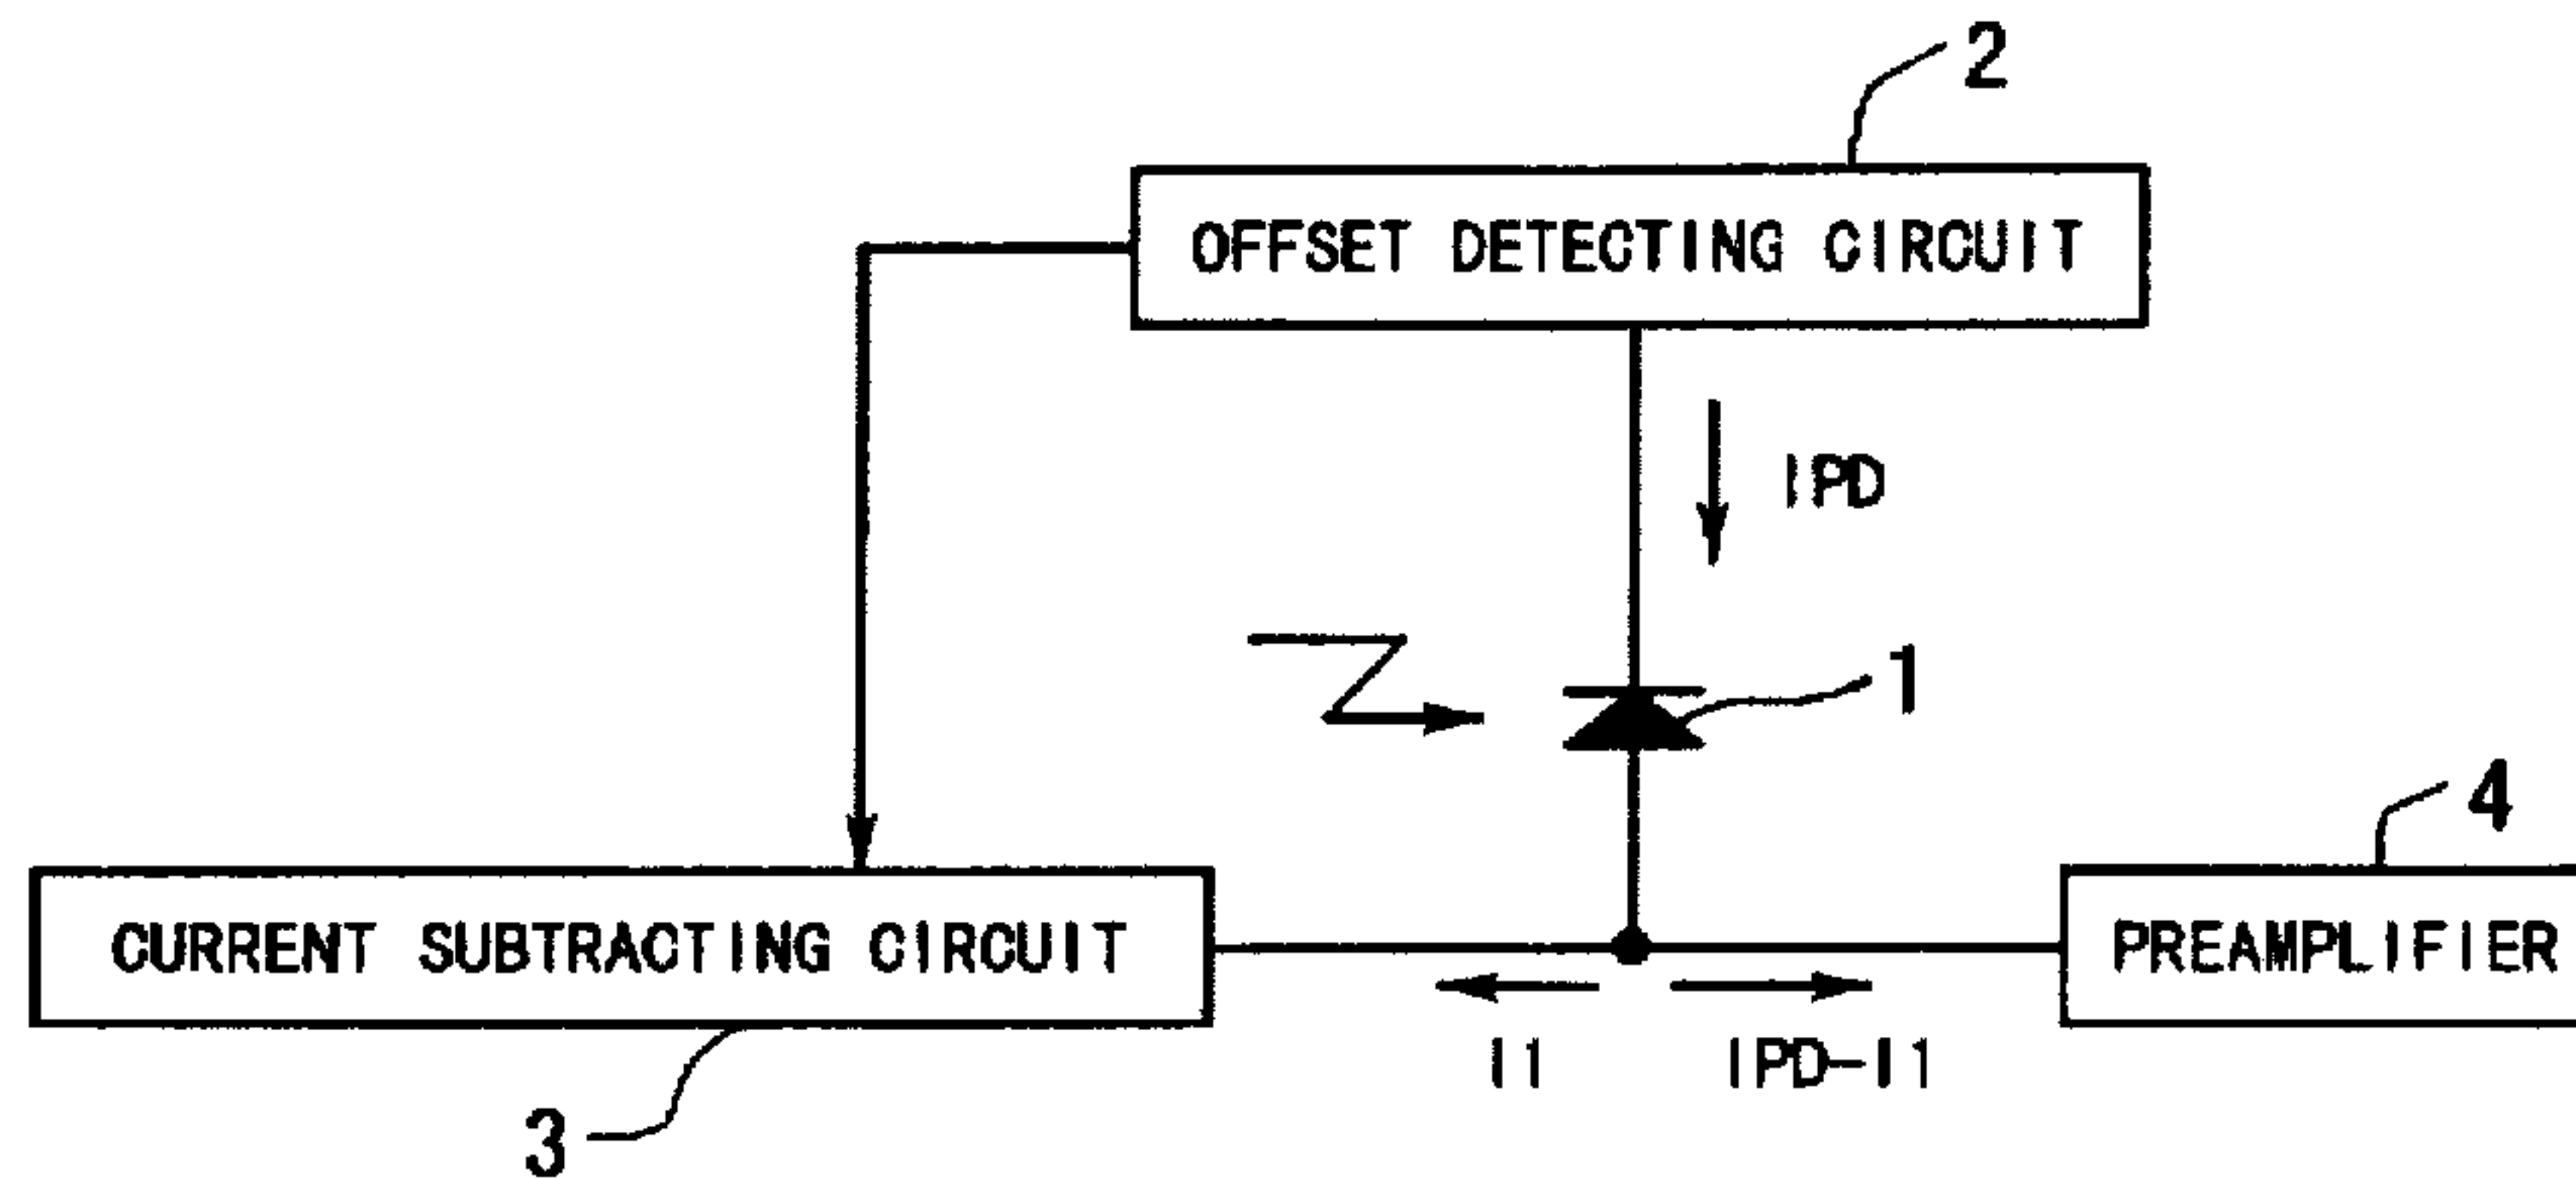 2
OFFSET DETECTING CIRCUIT
IPD
1
4
CURRENT SUBTRACTING CIRCUIT
PREAMPLIFIER
I1
IPD-I1
3